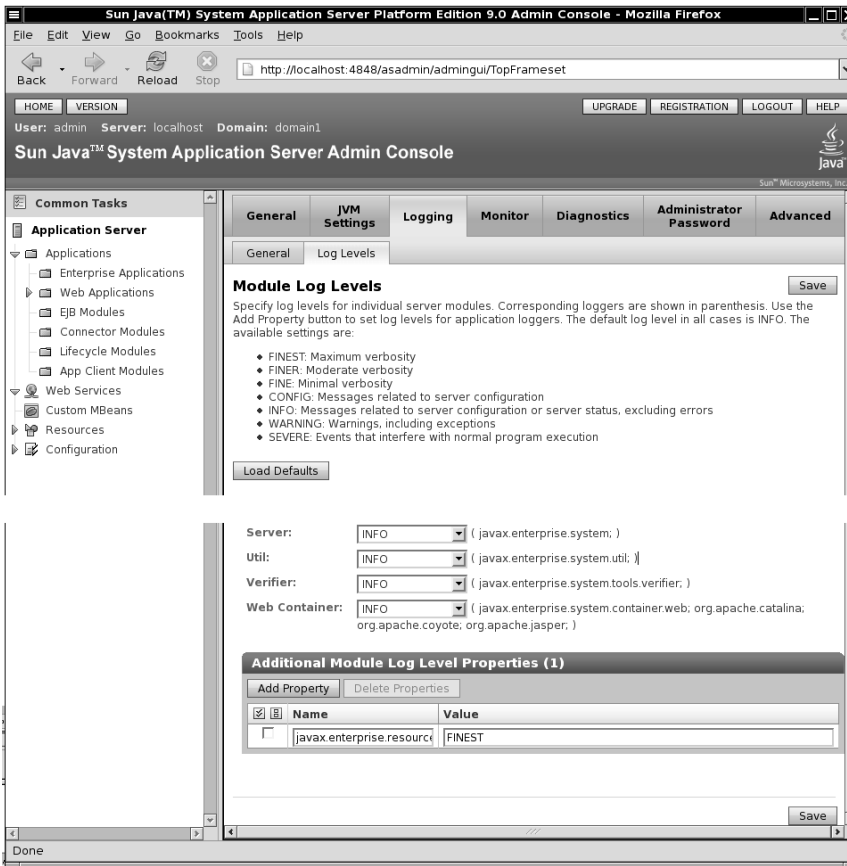 Sun Java(TM) System Application Server Platform Edition 9.0 Admin Console - Mozilla Firefox
File Edit View Go Bookmarks Tools Help
Back Forward Reload Stop
http://localhost:4848/asadmin/admingui/TopFrameset
HOME VERSION UPGRADE REGISTRATION LOGOUT HELP
User: admin Server: localhost Domain: domain1
Sun Java™ System Application Server Admin Console
Java
Sun™ Microsystems, Inc.
Common Tasks
Application Server
Applications
Enterprise Applications
Web Applications
EJB Modules
Connector Modules
Lifecycle Modules
App Client Modules
Web Services
Custom MBeans
Resources
Configuration
General JVM Settings Logging Monitor Diagnostics Administrator Password Advanced
General Log Levels
Module Log Levels Save
Specify log levels for individual server modules. Corresponding loggers are shown in parenthesis. Use the
Add Property button to set log levels for application loggers. The default log level in all cases is INFO. The
available settings are:
FINEST: Maximum verbosity
FINER: Moderate verbosity
FINE: Minimal verbosity
CONFIG: Messages related to server configuration
INFO: Messages related to server configuration or server status, excluding errors
WARNING: Warnings, including exceptions
SEVERE: Events that interfere with normal program execution
Load Defaults
Server: INFO ( javax.enterprise.system; )
Util: INFO ( javax.enterprise.system.util; )
Verifier: INFO ( javax.enterprise.system.tools.verifier; )
Web Container: INFO ( javax.enterprise.system.container.web; org.apache.catalina;
org.apache.coyote; org.apache.jasper; )
Additional Module Log Level Properties (1)
Add Property Delete Properties
Name Value
javax.enterprise.resource FINEST
Save
Done